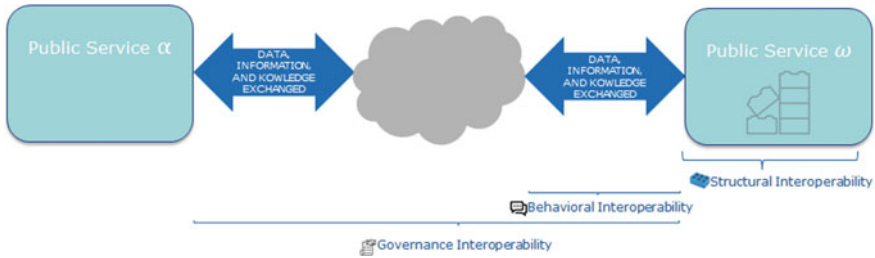 Public Service α
DATA,
INFORMATION,
AND KOWLEDGE
EXCHANGED
DATA,
INFORMATION,
AND KOWLEDGE
EXCHANGED
Public Service ω
Structural Interoperability
Behavioral Interoperability
Governance Interoperability